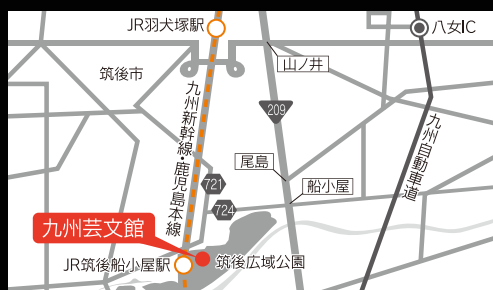 JR羽犬塚駅
八女IC
筑後市
山ノ井
九州新幹線・鹿児島本線
209
九州自動車道
尾島
721
船小屋
724
九州芸文館
JR筑後船小屋駅
筑後広域公園